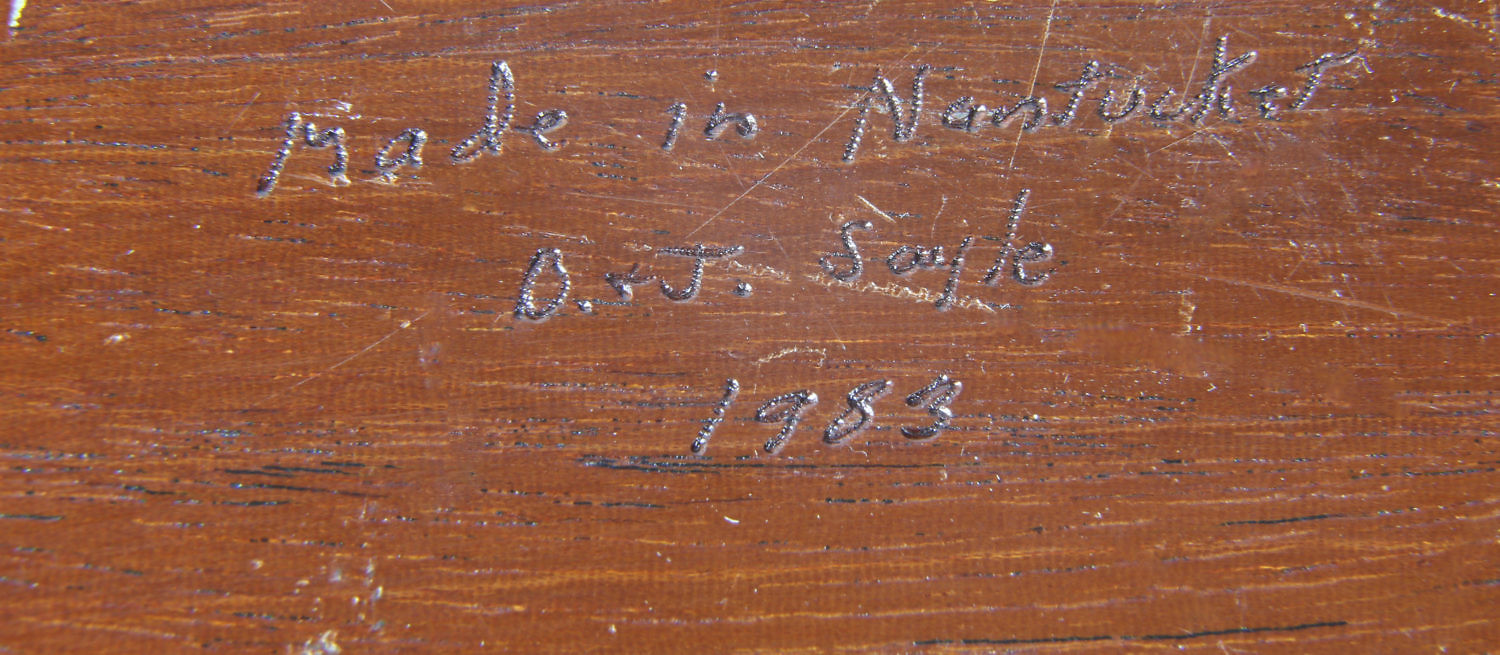 Made in Nantucket
D. + J. Sayle
1983